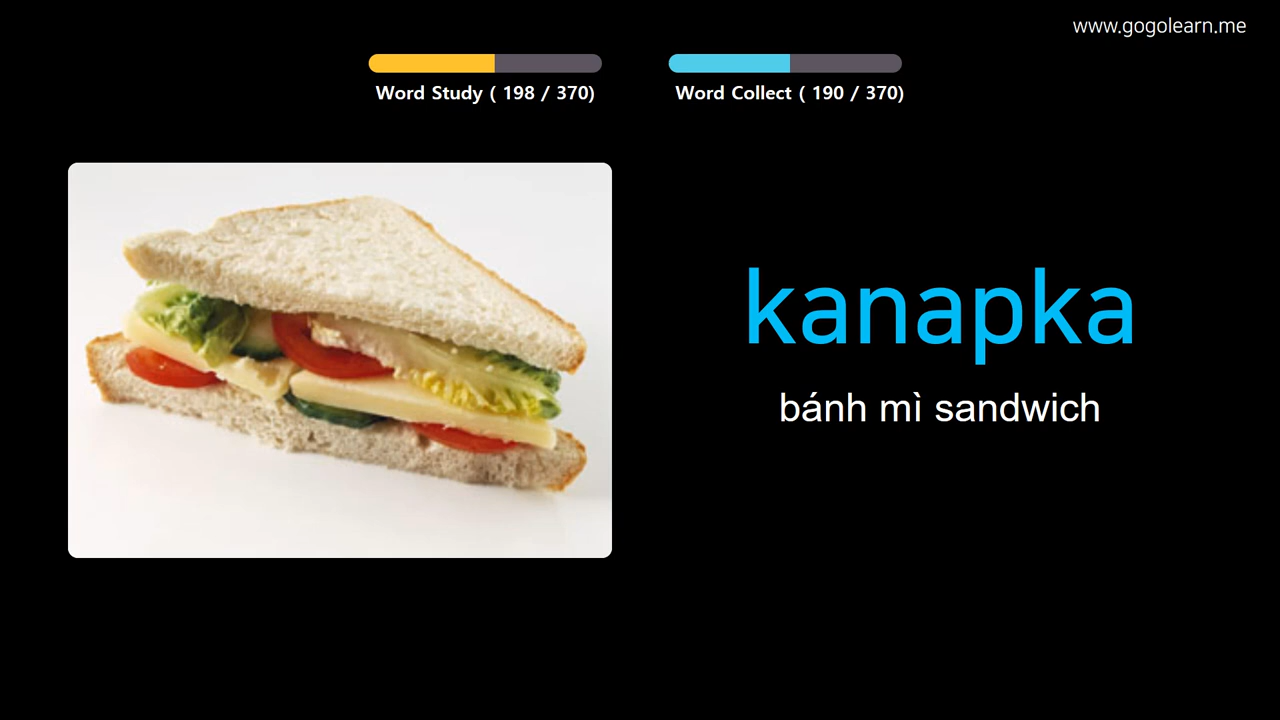 www.gogolearn.me
Word Study ( 198 / 370)
Word Collect ( 190 / 370)
kanapka
bánh mì sandwich